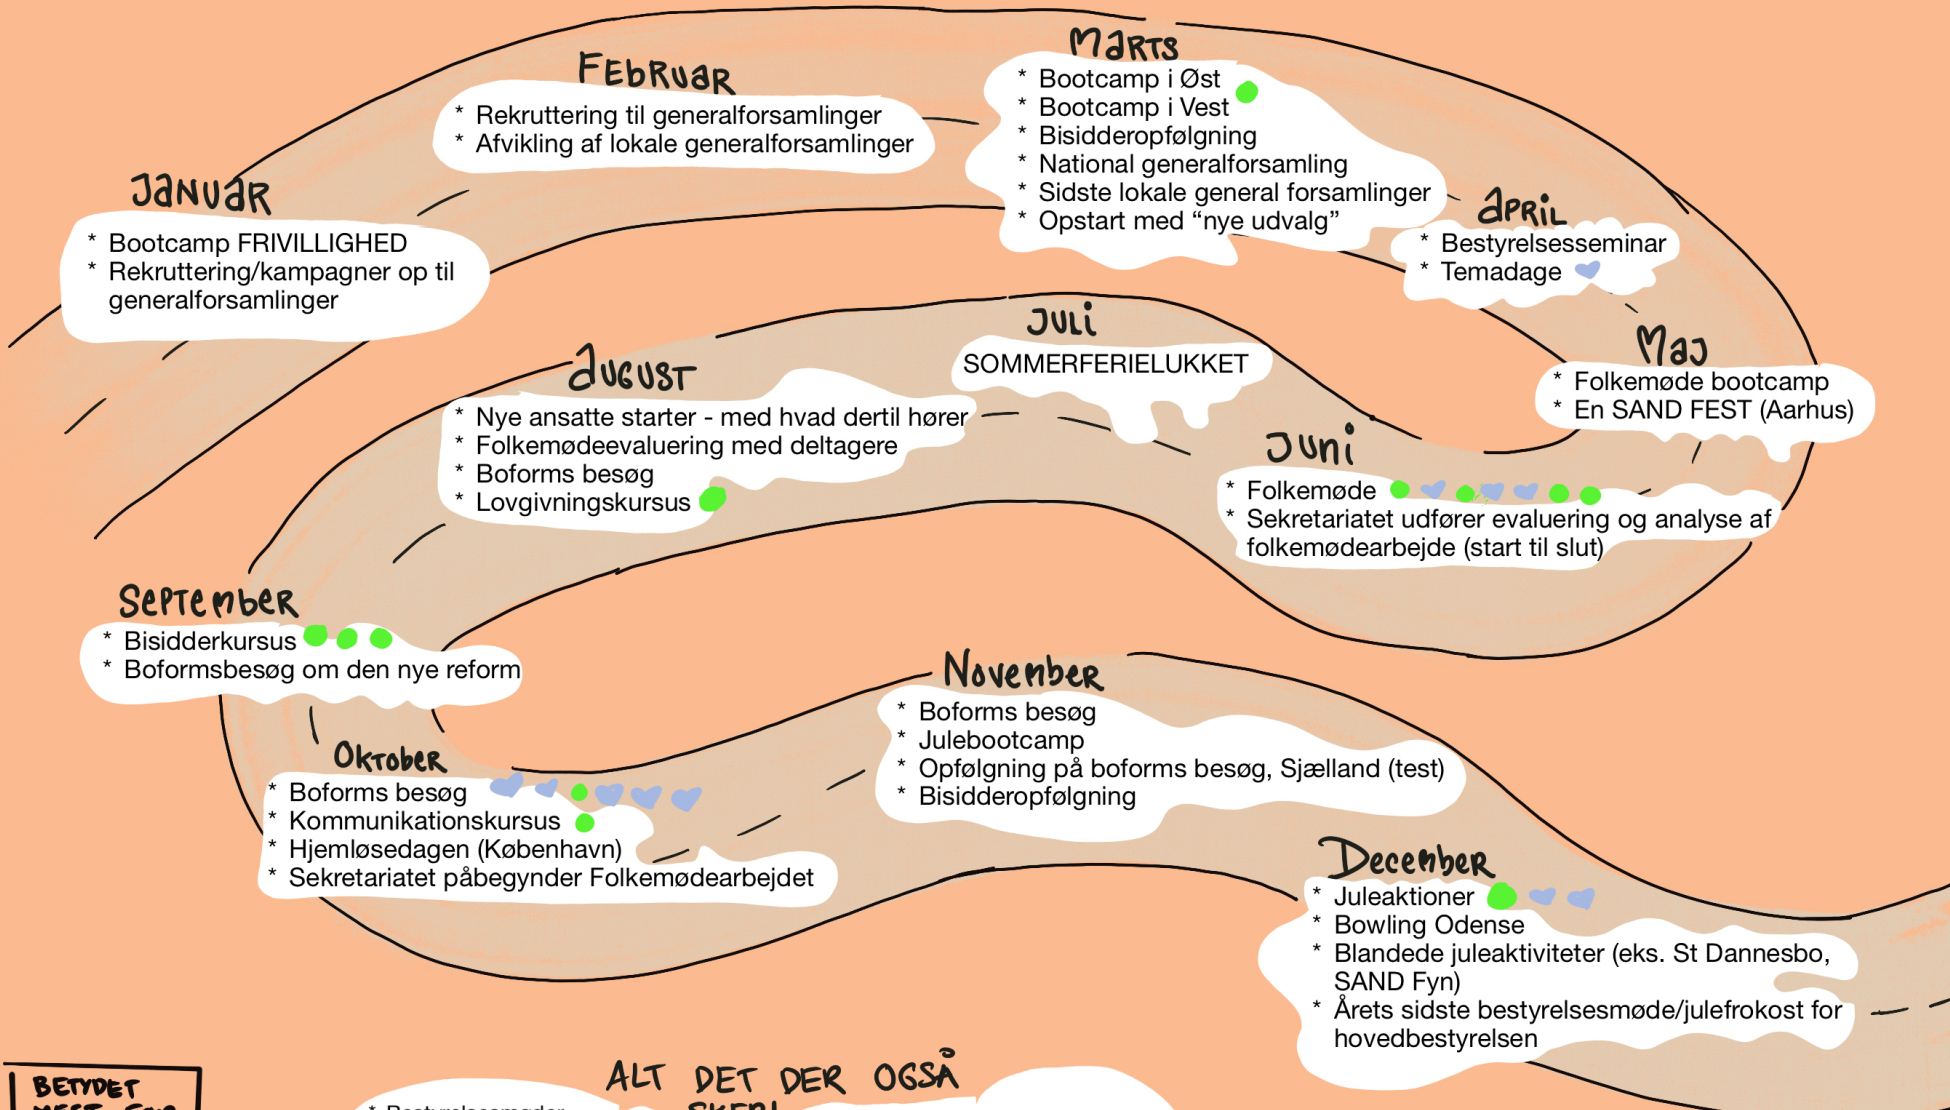 JANUAR
* Bootcamp FRIVILLIGHED
* Rekruttering/kampagner op til
generalforsamlinger
FEBRUAR
* Rekruttering til generalforsamlinger
* Afvikling af lokale generalforsamlinger
MARTS
* Bootcamp i Øst
* Bootcamp i Vest
* Bisidderopfølgning
* National generalforsamling
* Sidste lokale general forsamlinger
* Opstart med “nye udvalg”
APRIL
* Bestyrelsesseminar
* Temadage
MAJ
* Folkemøde bootcamp
* En SAND FEST (Aarhus)
JUNI
* Folkemøde
* Sekretariatet udfører evaluering og analyse af
folkemødearbejde (start til slut)
JULI
SOMMERFERIELUKKET
AUGUST
* Nye ansatte starter - med hvad dertil hører
* Folkemødeevaluering med deltagere
* Boforms besøg
* Lovgivningskursus
SEPTEMBER
* Bisidderkursus
* Boformsbesøg om den nye reform
OKTOBER
* Boforms besøg
* Kommunikationskursus
* Hjemløsedagen (København)
* Sekretariatet påbegynder Folkemødearbejdet
NOVEMBER
* Boforms besøg
* Julebootcamp
* Opfølgning på boforms besøg, Sjælland (test)
* Bisidderopfølgning
DECEMBER
* Juleaktioner
* Bowling Odense
* Blandede juleaktiviteter (eks. St Dannesbo,
SAND Fyn)
* Årets sidste bestyrelsesmøde/julefrokost for
hovedbestyrelsen
BETYDET
ALT DET DER OGSÅ
* Bestyrelsesmøder